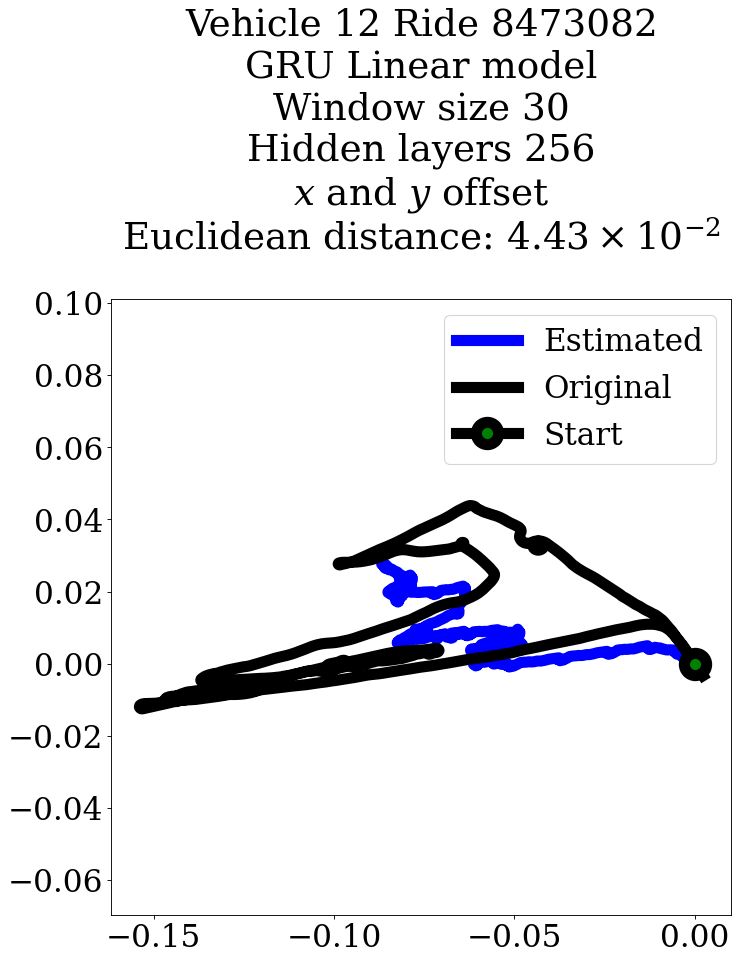 Vehicle 12 Ride 8473082
GRU Linear model
Window size 30
Hidden layers 256
x and y offset
Euclidean distance: 4.43 × 10⁻²
Estimated
Original
Start
0.10
0.08
0.06
0.04
0.02
0.00
−0.02
−0.04
−0.06
−0.15 −0.10 −0.05 0.00